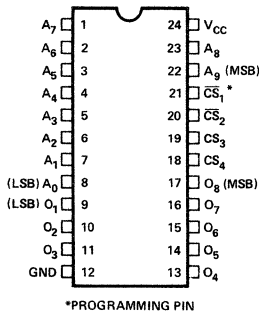 A7 1 24 VCC
A6 2 23 A8
A5 3 22 A9 (MSB)
A4 4 21 C̅S̅1*
A3 5 20 C̅S̅2
A2 6 19 CS3
A1 7 18 CS4
(LSB) A0 8 17 O8 (MSB)
(LSB) O1 9 16 O7
O2 10 15 O6
O3 11 14 O5
GND 12 13 O4
*PROGRAMMING PIN